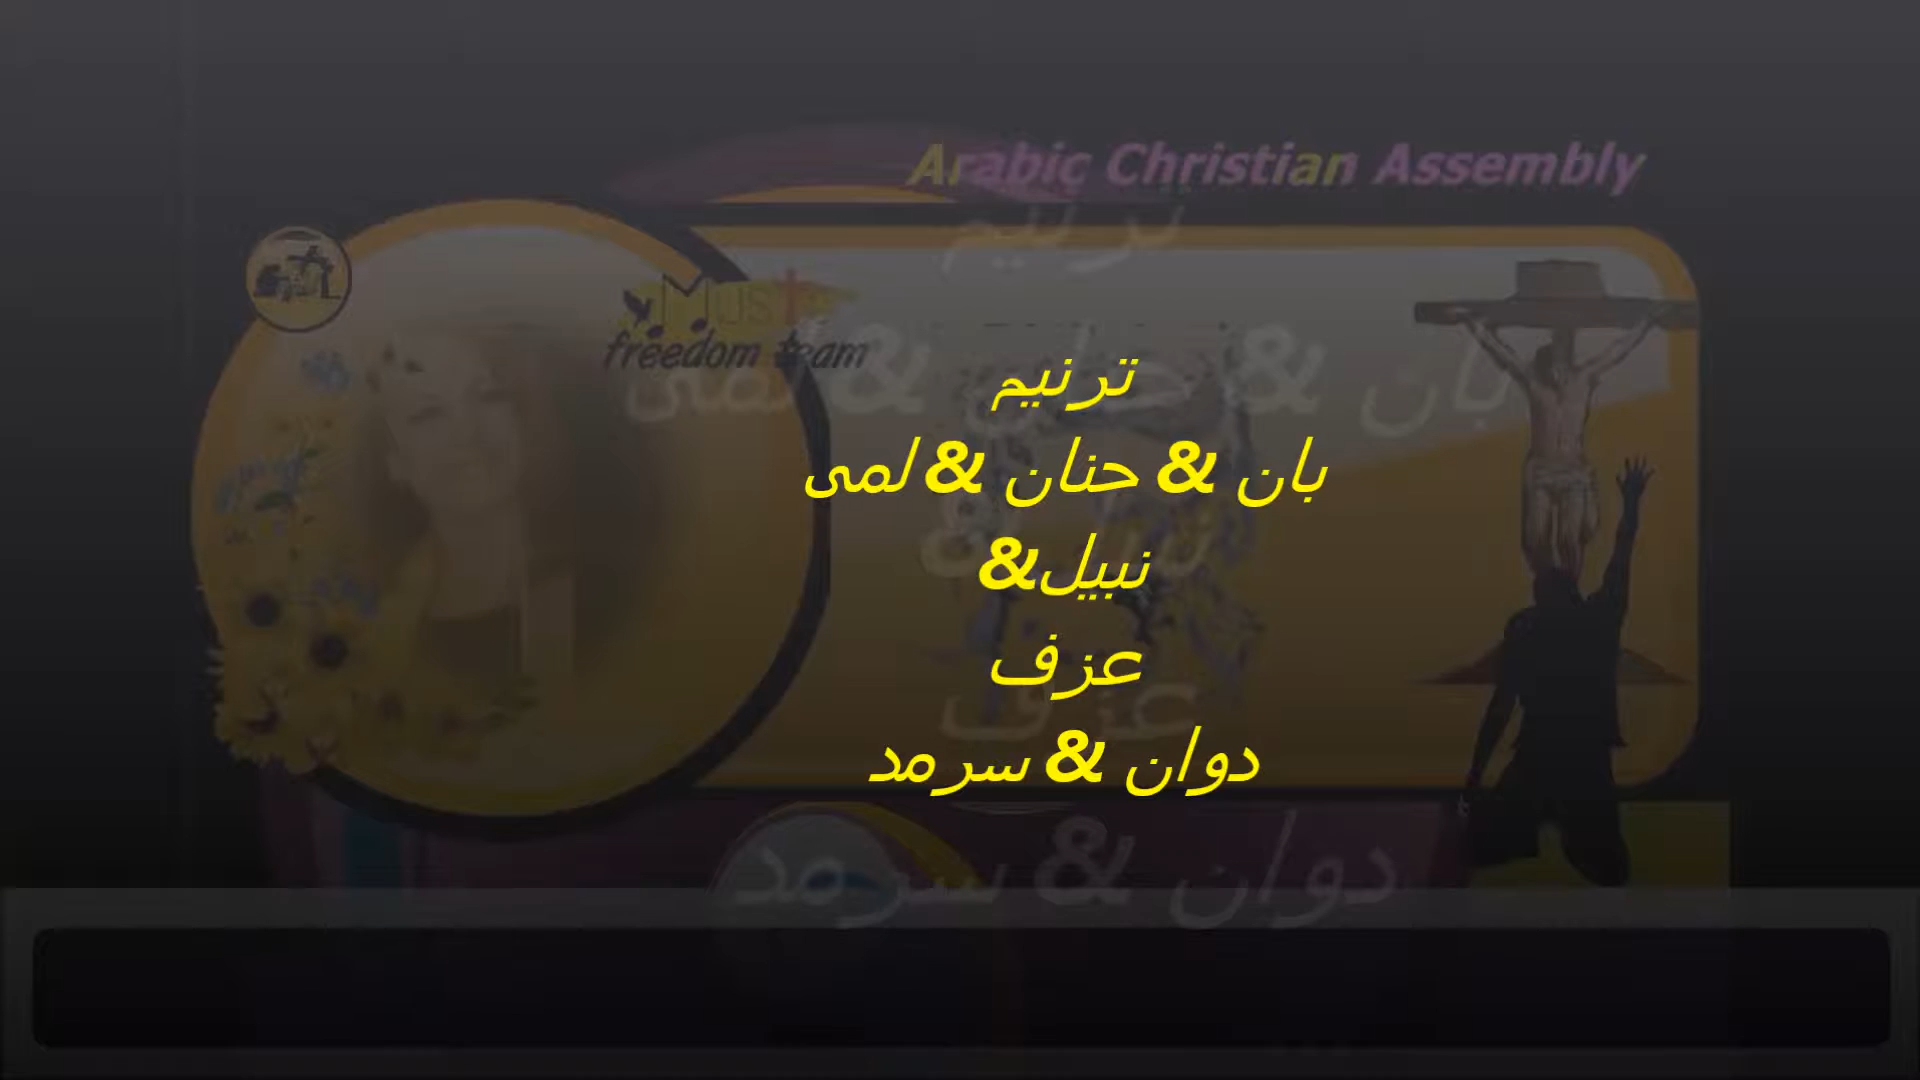 Arabic Christian Assembly
Music
freedom team
ترنيم
بان & حنان & لمى
نبيل&
عزف
دوان & سرمد